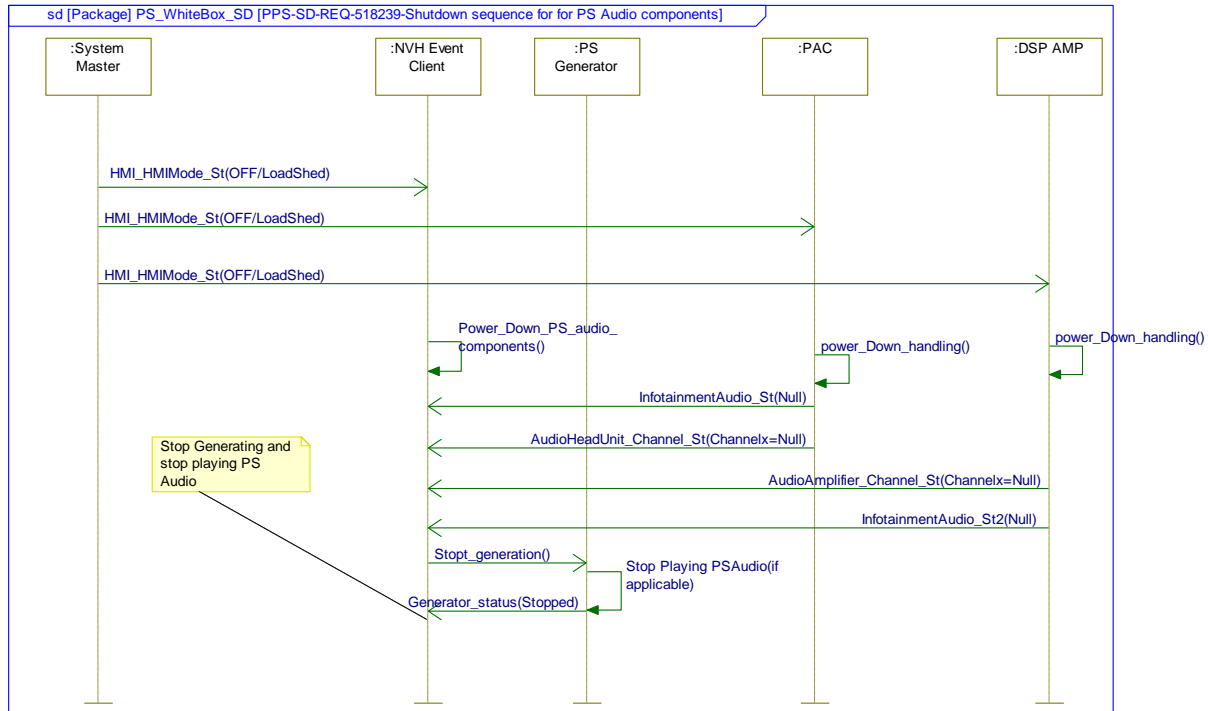 sd [Package] PS_WhiteBox_SD [PPS-SD-REQ-518239-Shutdown sequence for for PS Audio components]
:System
Master
:NVH Event
Client
:PS
Generator
:PAC
:DSP AMP
HMI_HMIMode_St(OFF/LoadShed)
HMI_HMIMode_St(OFF/LoadShed)
HMI_HMIMode_St(OFF/LoadShed)
Power_Down_PS_audio_
components()
power_Down_handling()
power_Down_handling()
InfotainmentAudio_St(Null)
AudioHeadUnit_Channel_St(Channelx=Null)
Stop Generating and
stop playing PS
Audio
AudioAmplifier_Channel_St(Channelx=Null)
InfotainmentAudio_St2(Null)
Stopt_generation()
Stop Playing PSAudio(if
applicable)
Generator_status(Stopped)